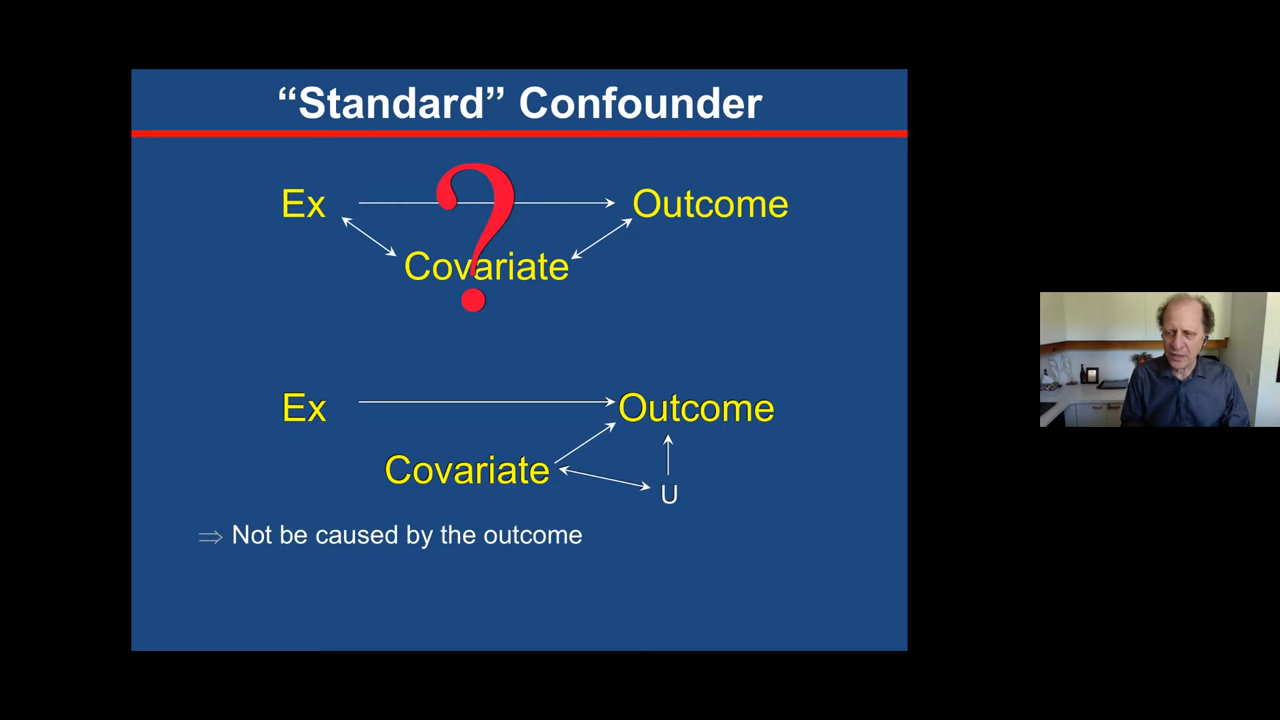 “Standard” Confounder
Ex
Outcome
?
Covariate
Ex
Outcome
Covariate
U
⇒ Not be caused by the outcome